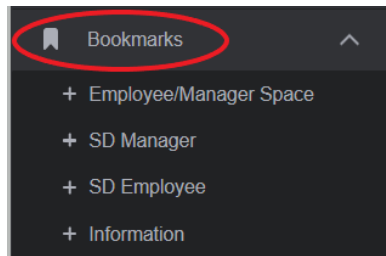 Bookmarks
+ Employee/Manager Space
+ SD Manager
+ SD Employee
+ Information